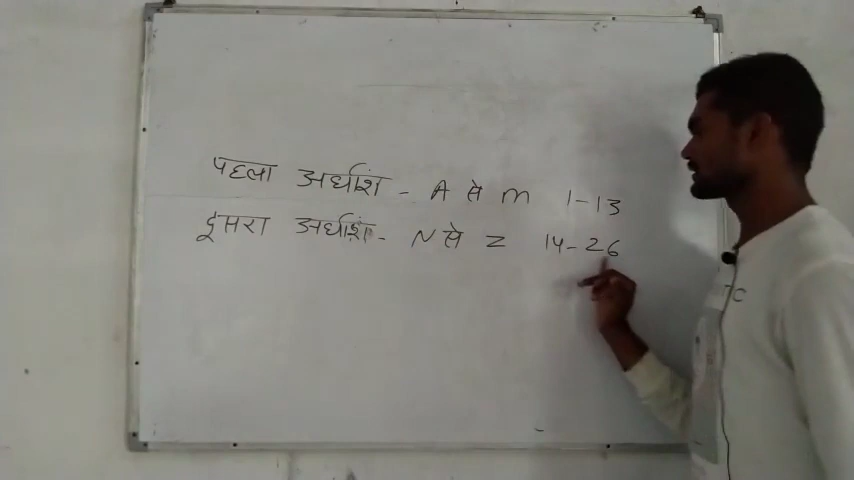 पहला अर्धांश - A से M 1-13
दूसरा अर्धांश - N से Z 14-26